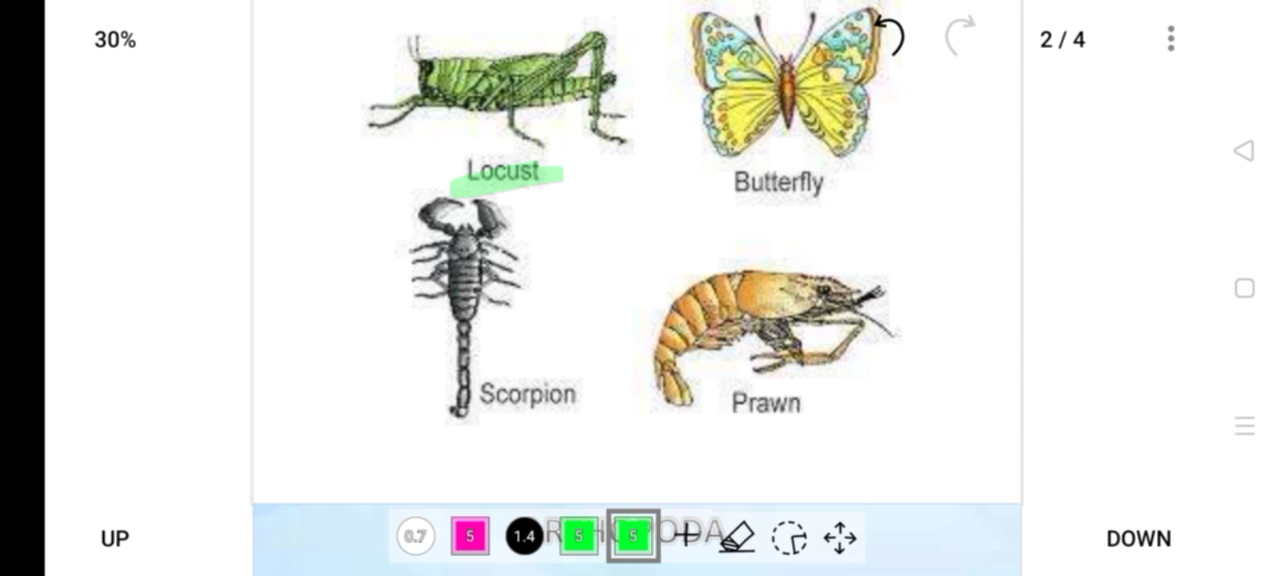 30%
2 / 4
Locust
Butterfly
Scorpion
Prawn
UP
0.7
5
1.4
5
5
DOWN